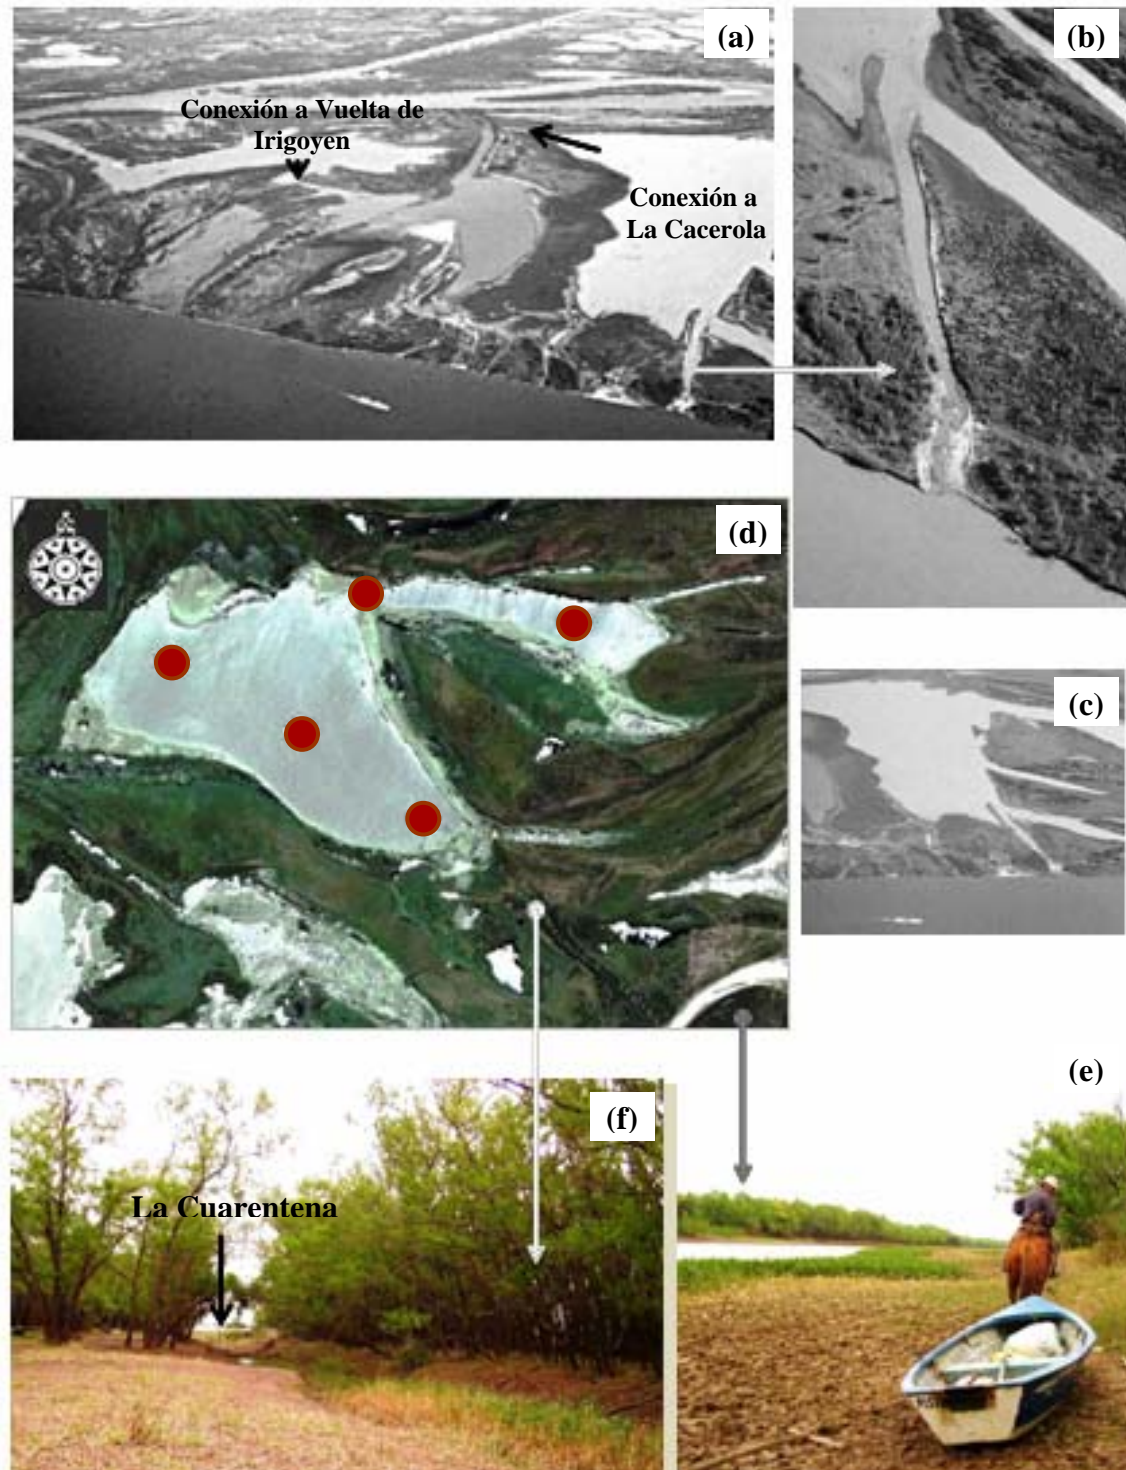 (a)
Conexión a Vuelta de
Irigoyen
Conexión a
La Cacerola
(b)
(c)
(d)
(e)
(f)
La Cuarentena